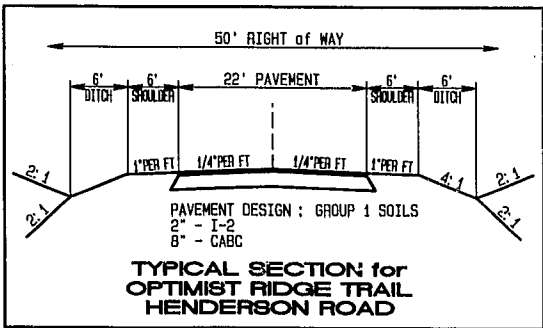 50' RIGHT of WAY
6' 6' 22' PAVEMENT 6' 6'
DITCH SHOULDER SHOULDER DITCH
1"PER FT 1/4"PER FT 1/4"PER FT 1"PER FT
2:1 4:1 2:1
2:1 2:1
PAVEMENT DESIGN : GROUP 1 SOILS
2" - I-2
8" - CABC
TYPICAL SECTION for
OPTIMIST RIDGE TRAIL
HENDERSON ROAD